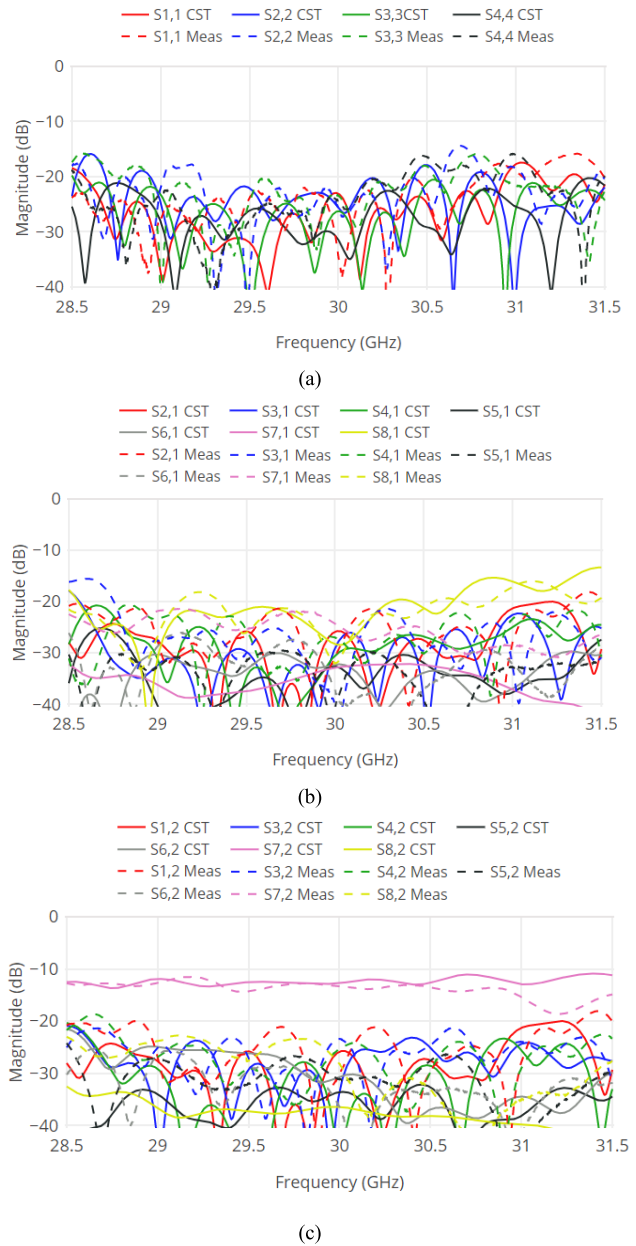 S1,1 CST S2,2 CST S3,3CST S4,4 CST
S1,1 Meas S2,2 Meas S3,3 Meas S4,4 Meas
0
−10
−20
−30
−40
Magnitude (dB)
28.5 29 29.5 30 30.5 31 31.5
Frequency (GHz)
(a)
S2,1 CST S3,1 CST S4,1 CST S5,1 CST
S6,1 CST S7,1 CST S8,1 CST
S2,1 Meas S3,1 Meas S4,1 Meas S5,1 Meas
S6,1 Meas S7,1 Meas S8,1 Meas
0
−10
−20
−30
−40
Magnitude (dB)
28.5 29 29.5 30 30.5 31 31.5
Frequency (GHz)
(b)
S1,2 CST S3,2 CST S4,2 CST S5,2 CST
S6,2 CST S7,2 CST S8,2 CST
S1,2 Meas S3,2 Meas S4,2 Meas S5,2 Meas
S6,2 Meas S7,2 Meas S8,2 Meas
0
−10
−20
−30
−40
Magnitude (dB)
28.5 29 29.5 30 30.5 31 31.5
Frequency (GHz)
(c)